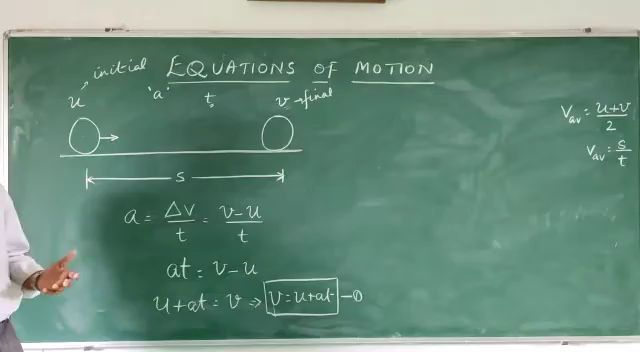 EQUATIONS OF MOTION
initial
u 'a' t v → final
S
a = ΔV/t = v-u/t
at = v-u
u+at = v ⇒ v = u+at —①
Vav = u+v/2
Vav = s/t